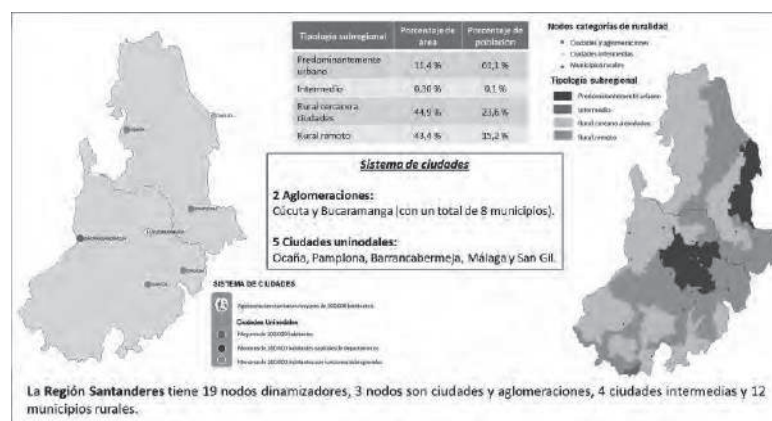 Tipología subregional
Porcentaje de área
Porcentaje de población
Predominantemente urbano
11,4 %
Intermedio
0,1 %
Rural cercano a ciudades
44,9 %
23,6 %
Rural remoto
43,4 %
15,2 %
Nodos categorías de ruralidad
Ciudades y aglomeraciones
Ciudades intermedias
Municipios rurales
Tipología subregional
Predominantemente urbano
Intermedio
Rural cercano a ciudades
Rural remoto
Sistema de ciudades
2 Aglomeraciones:
Cúcuta y Bucaramanga (con un total de 8 municipios).
5 Ciudades uninodales:
Ocaña, Pamplona, Barrancabermeja, Málaga y San Gil.
SISTEMA DE CIUDADES
Ciudades Uninodales
La Región Santanderes tiene 19 nodos dinamizadores, 3 nodos son ciudades y aglomeraciones, 4 ciudades intermedias y 12
municipios rurales.